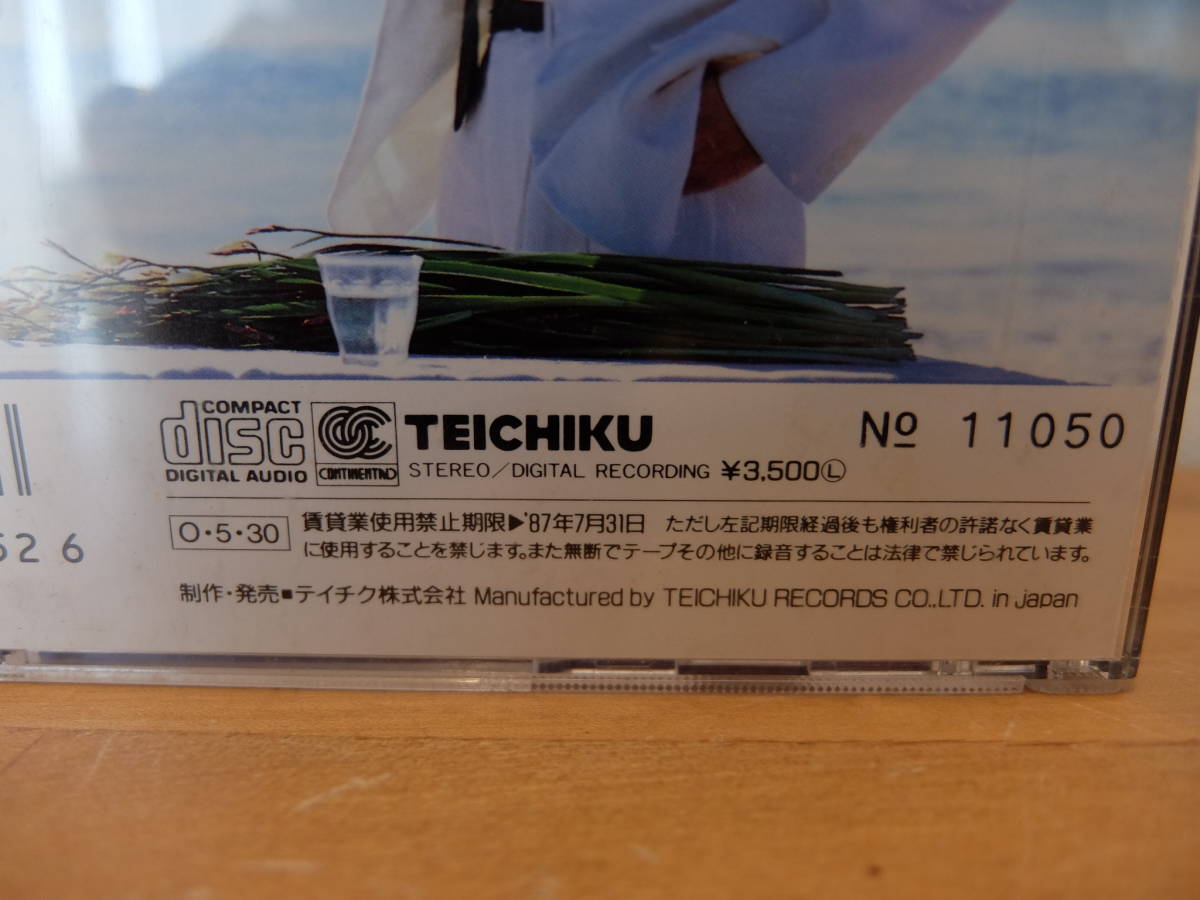 COMPACT
disc
DIGITAL AUDIO
CONTINENTAL
TEICHIKU
STEREO/DIGITAL RECORDING ¥3,500Ⓛ
№ 11050
526
O・5・30
賃貸業使用禁止期限▶'87年7月31日 ただし左記期限経過後も権利者の許諾なく賃貸業
に使用することを禁じます。また無断でテープその他に録音することは法律で禁じられています。
制作・発売■テイチク株式会社 Manufactured by TEICHIKU RECORDS CO.,LTD. in japan